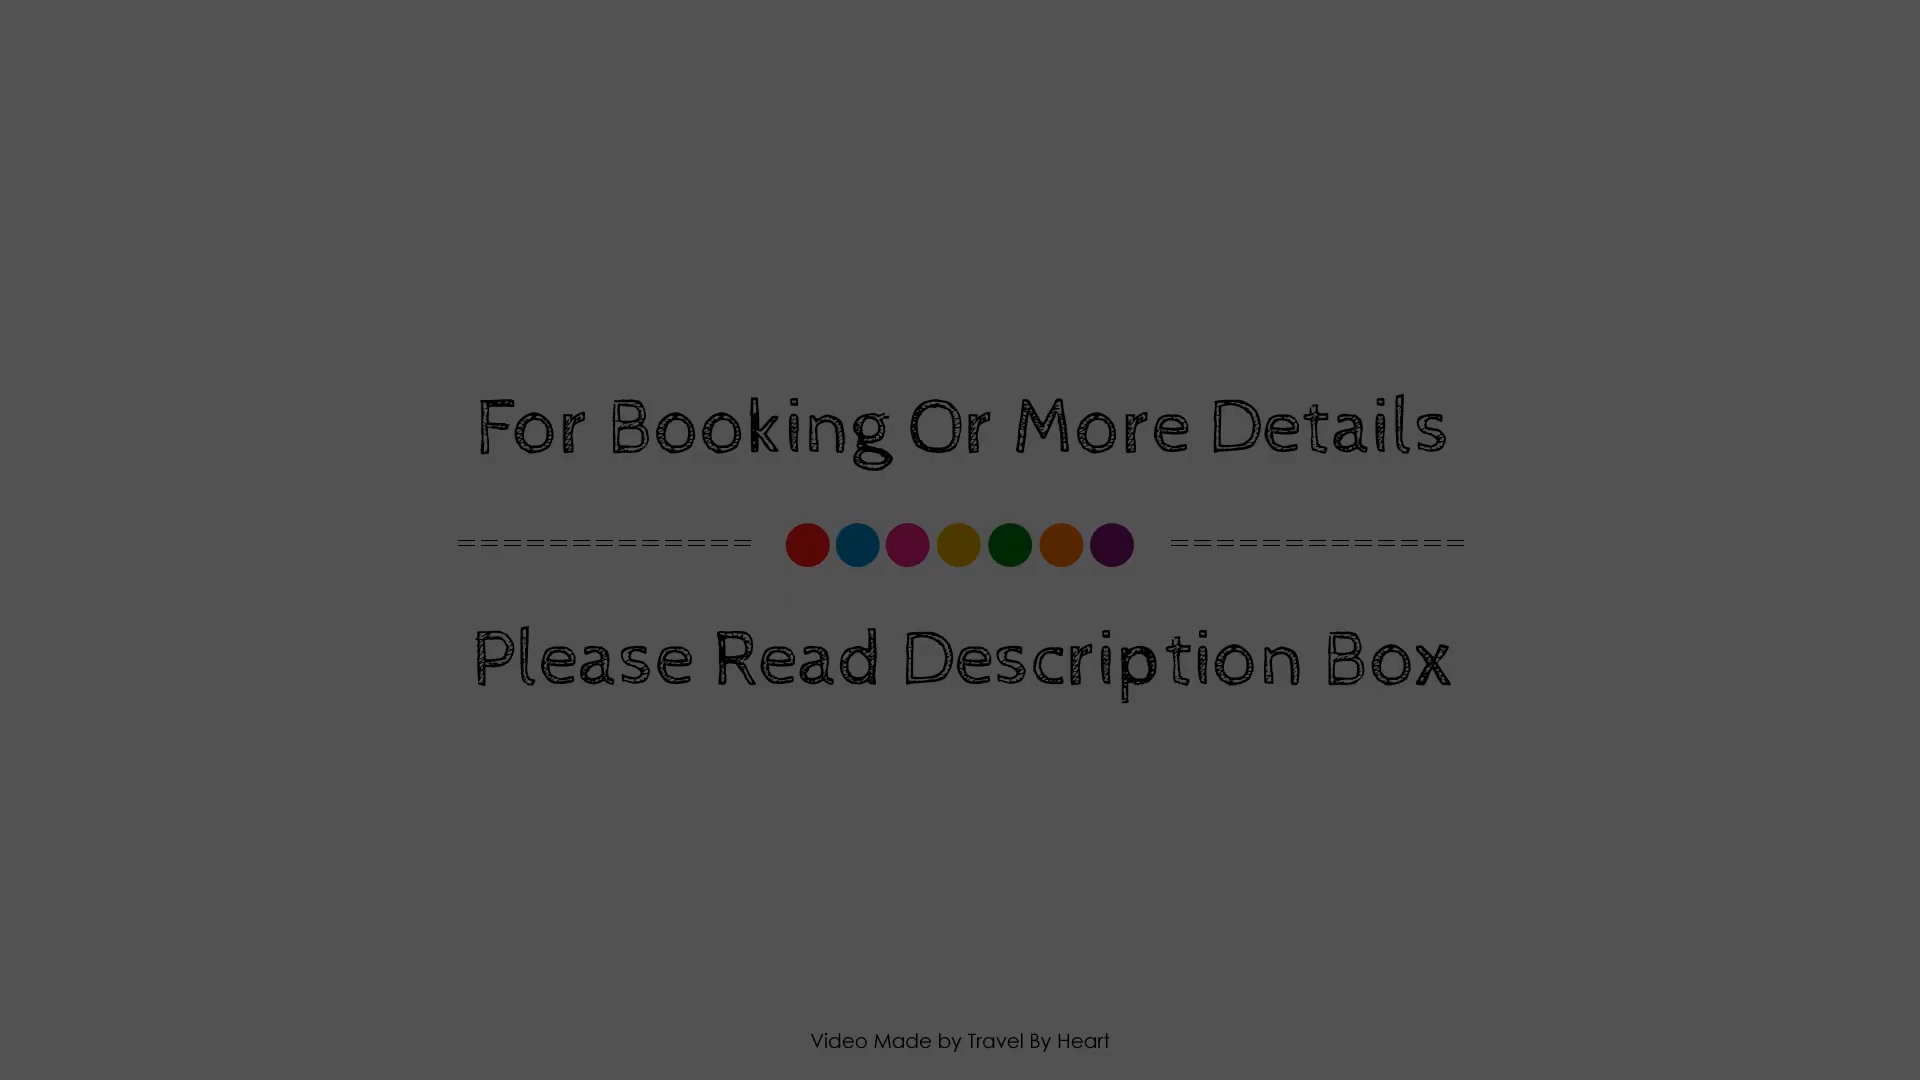 For Booking Or More Details
============= =============
Please Read Description Box
Video Made by Travel By Heart